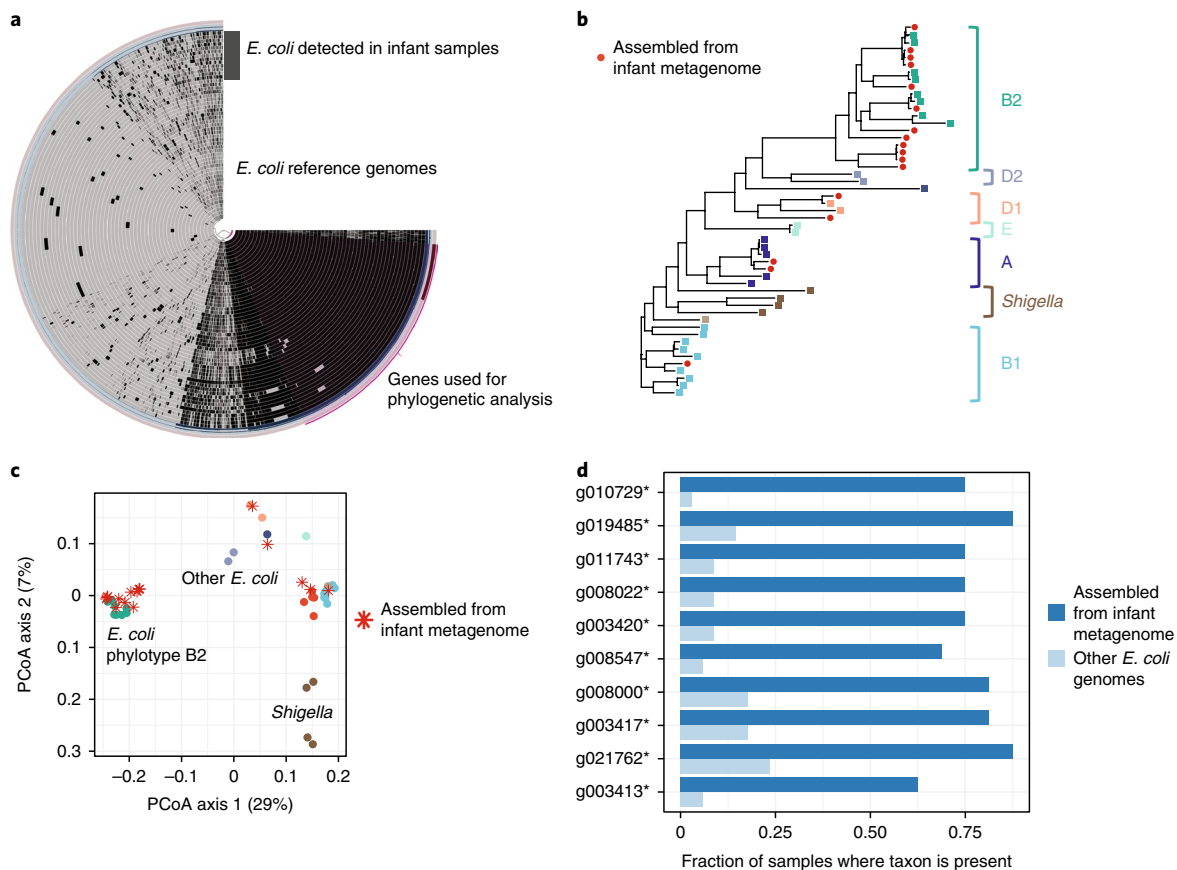 a
E. coli detected in infant samples
E. coli reference genomes
Genes used for
phylogenetic analysis
b
Assembled from
infant metagenome
B2
D2
D1
E
A
Shigella
B1
c
PCoA axis 2 (7%)
0.1
0
0.1
0.2
0.3
Other E. coli
E. coli
phylotype B2
Shigella
–0.2
–0.1
0
0.1
0.2
PCoA axis 1 (29%)
Assembled from
infant metagenome
d
g010729*
g019485*
g011743*
g008022*
g003420*
g008547*
g008000*
g003417*
g021762*
g003413*
0
0.25
0.50
0.75
Fraction of samples where taxon is present
Assembled
from infant
metagenome
Other E. coli
genomes